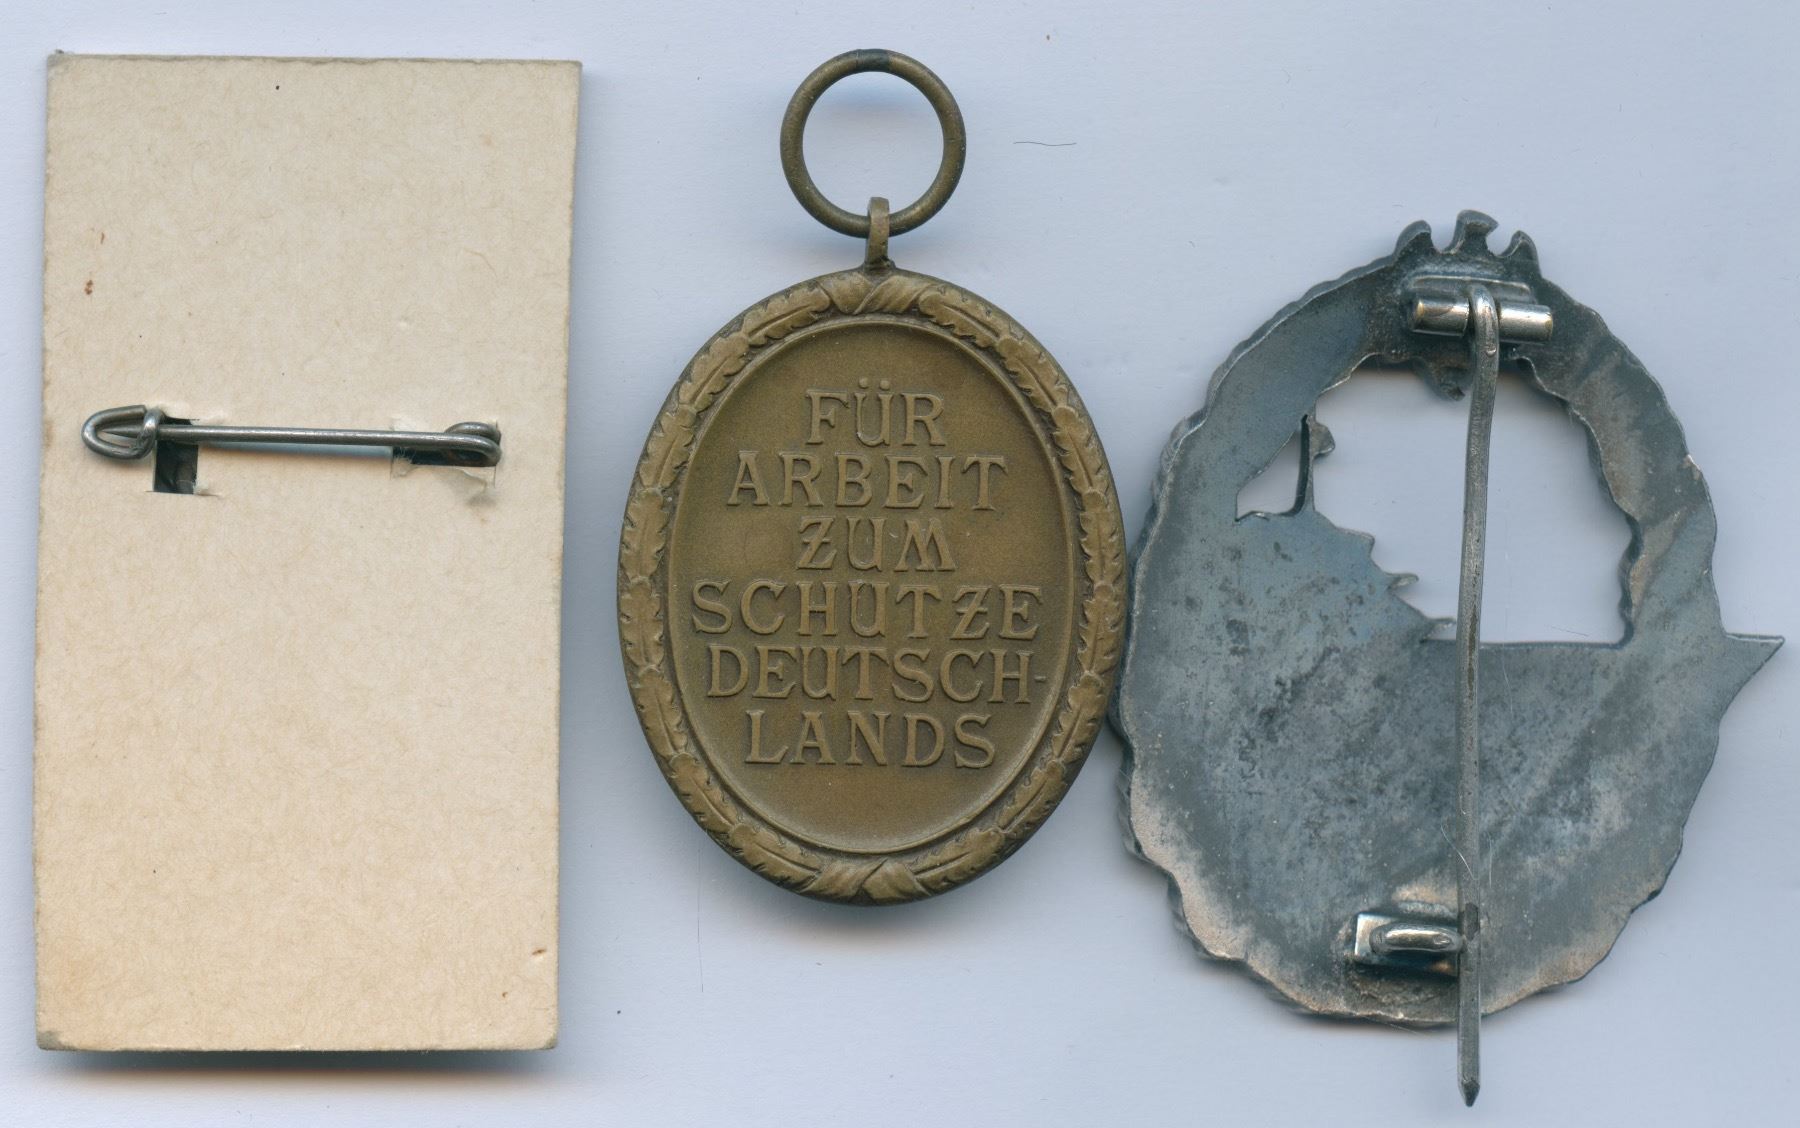 FÜR
ARBEIT
ZUM
SCHUTZE
DEUTSCH-
LANDS